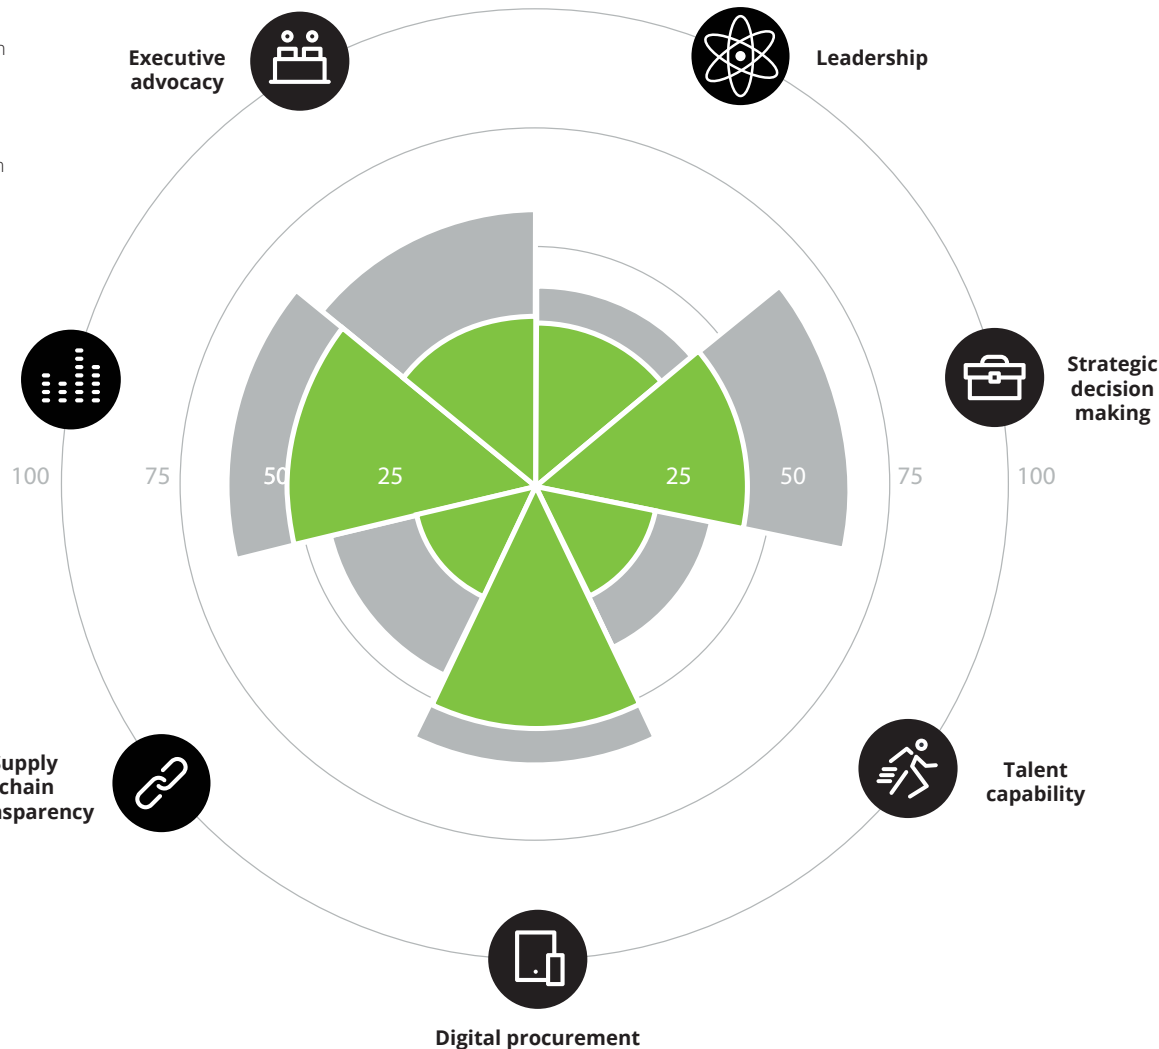 Executive
advocacy
Leadership
Strategic
decision
making
100
75
50
25
25
50
75
100
chain
Talent
capability
Digital procurement